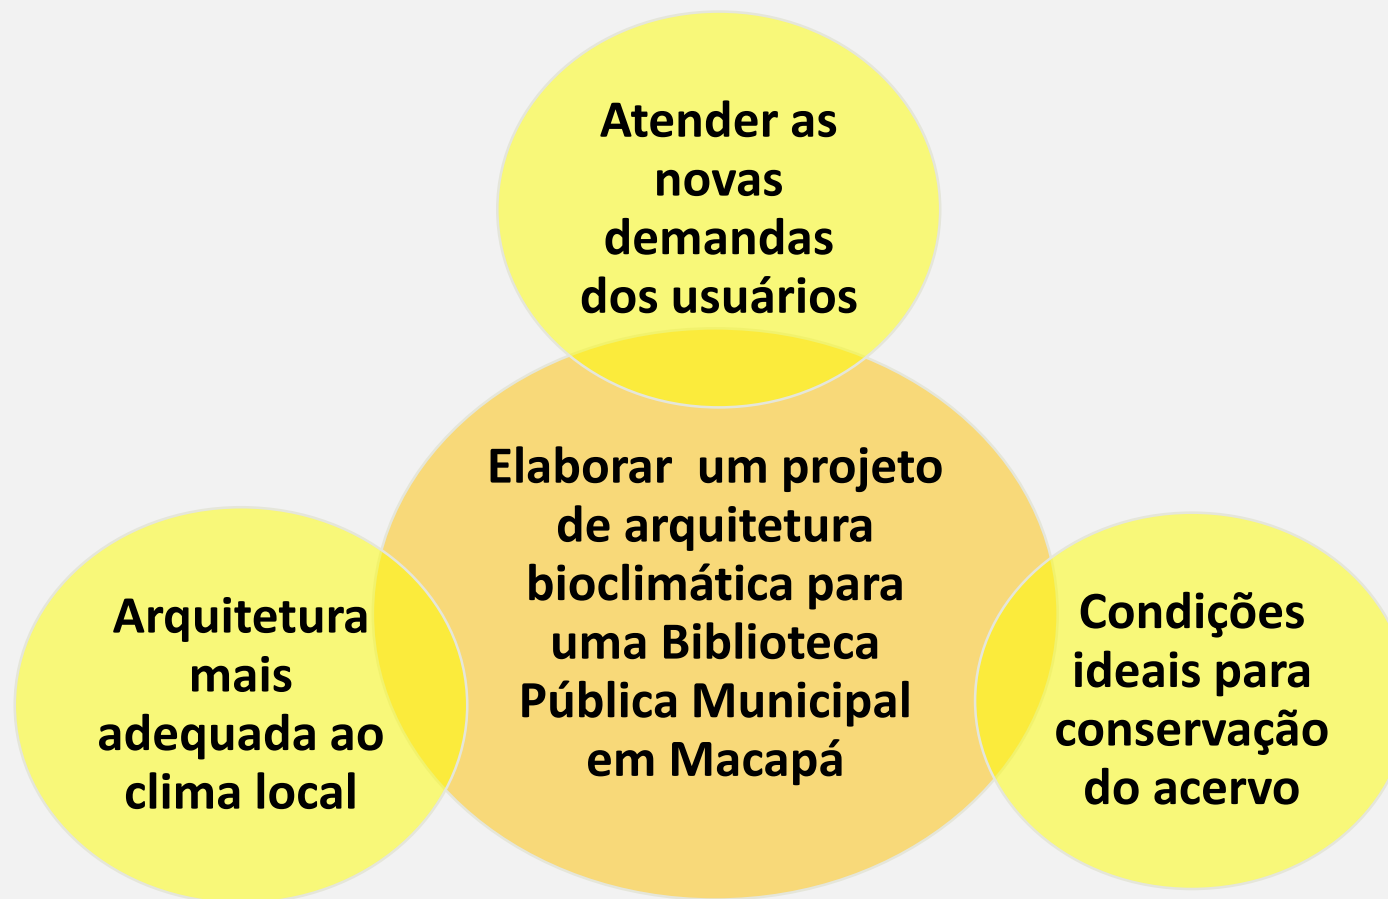 Atender as
novas
demandas
dos usuários
Elaborar um projeto
de arquitetura
bioclimática para
uma Biblioteca
Pública Municipal
em Macapá
Arquitetura
mais
adequada ao
clima local
Condições
ideais para
conservação
do acervo